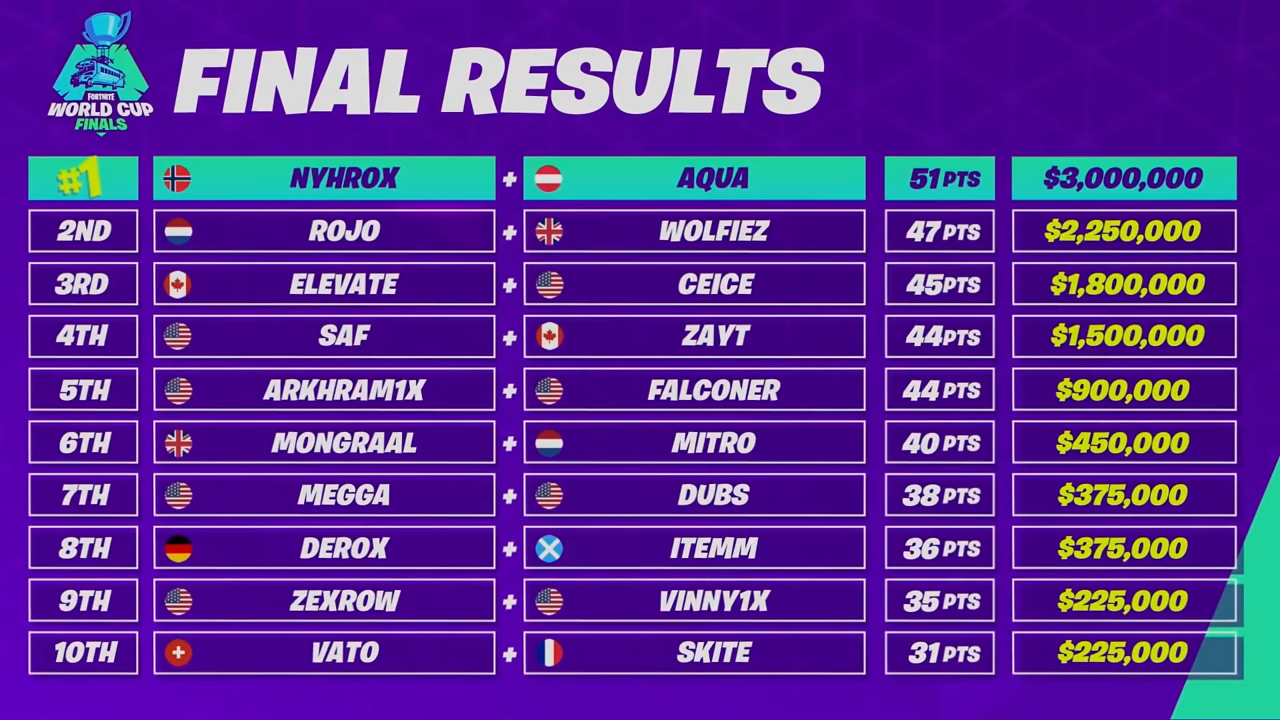 FORTNITE
WORLD CUP
FINALS
FINAL RESULTS
#1 NYHROX + AQUA 51 PTS $3,000,000
2ND ROJO + WOLFIEZ 47 PTS $2,250,000
3RD ELEVATE + CEICE 45 PTS $1,800,000
4TH SAF + ZAYT 44 PTS $1,500,000
5TH ARKHRAM1X + FALCONER 44 PTS $900,000
6TH MONGRAAL + MITRO 40 PTS $450,000
7TH MEGGA + DUBS 38 PTS $375,000
8TH DEROX + ITEMM 36 PTS $375,000
9TH ZEXROW + VINNY1X 35 PTS $225,000
10TH VATO + SKITE 31 PTS $225,000